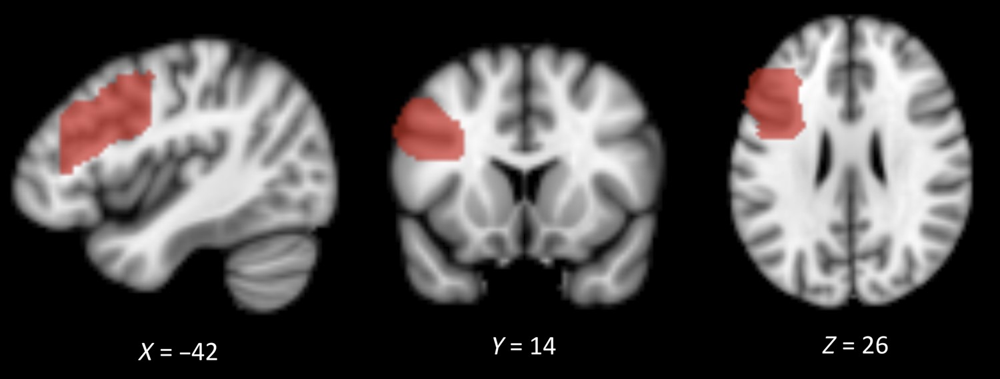 X = –42
Y = 14
Z = 26